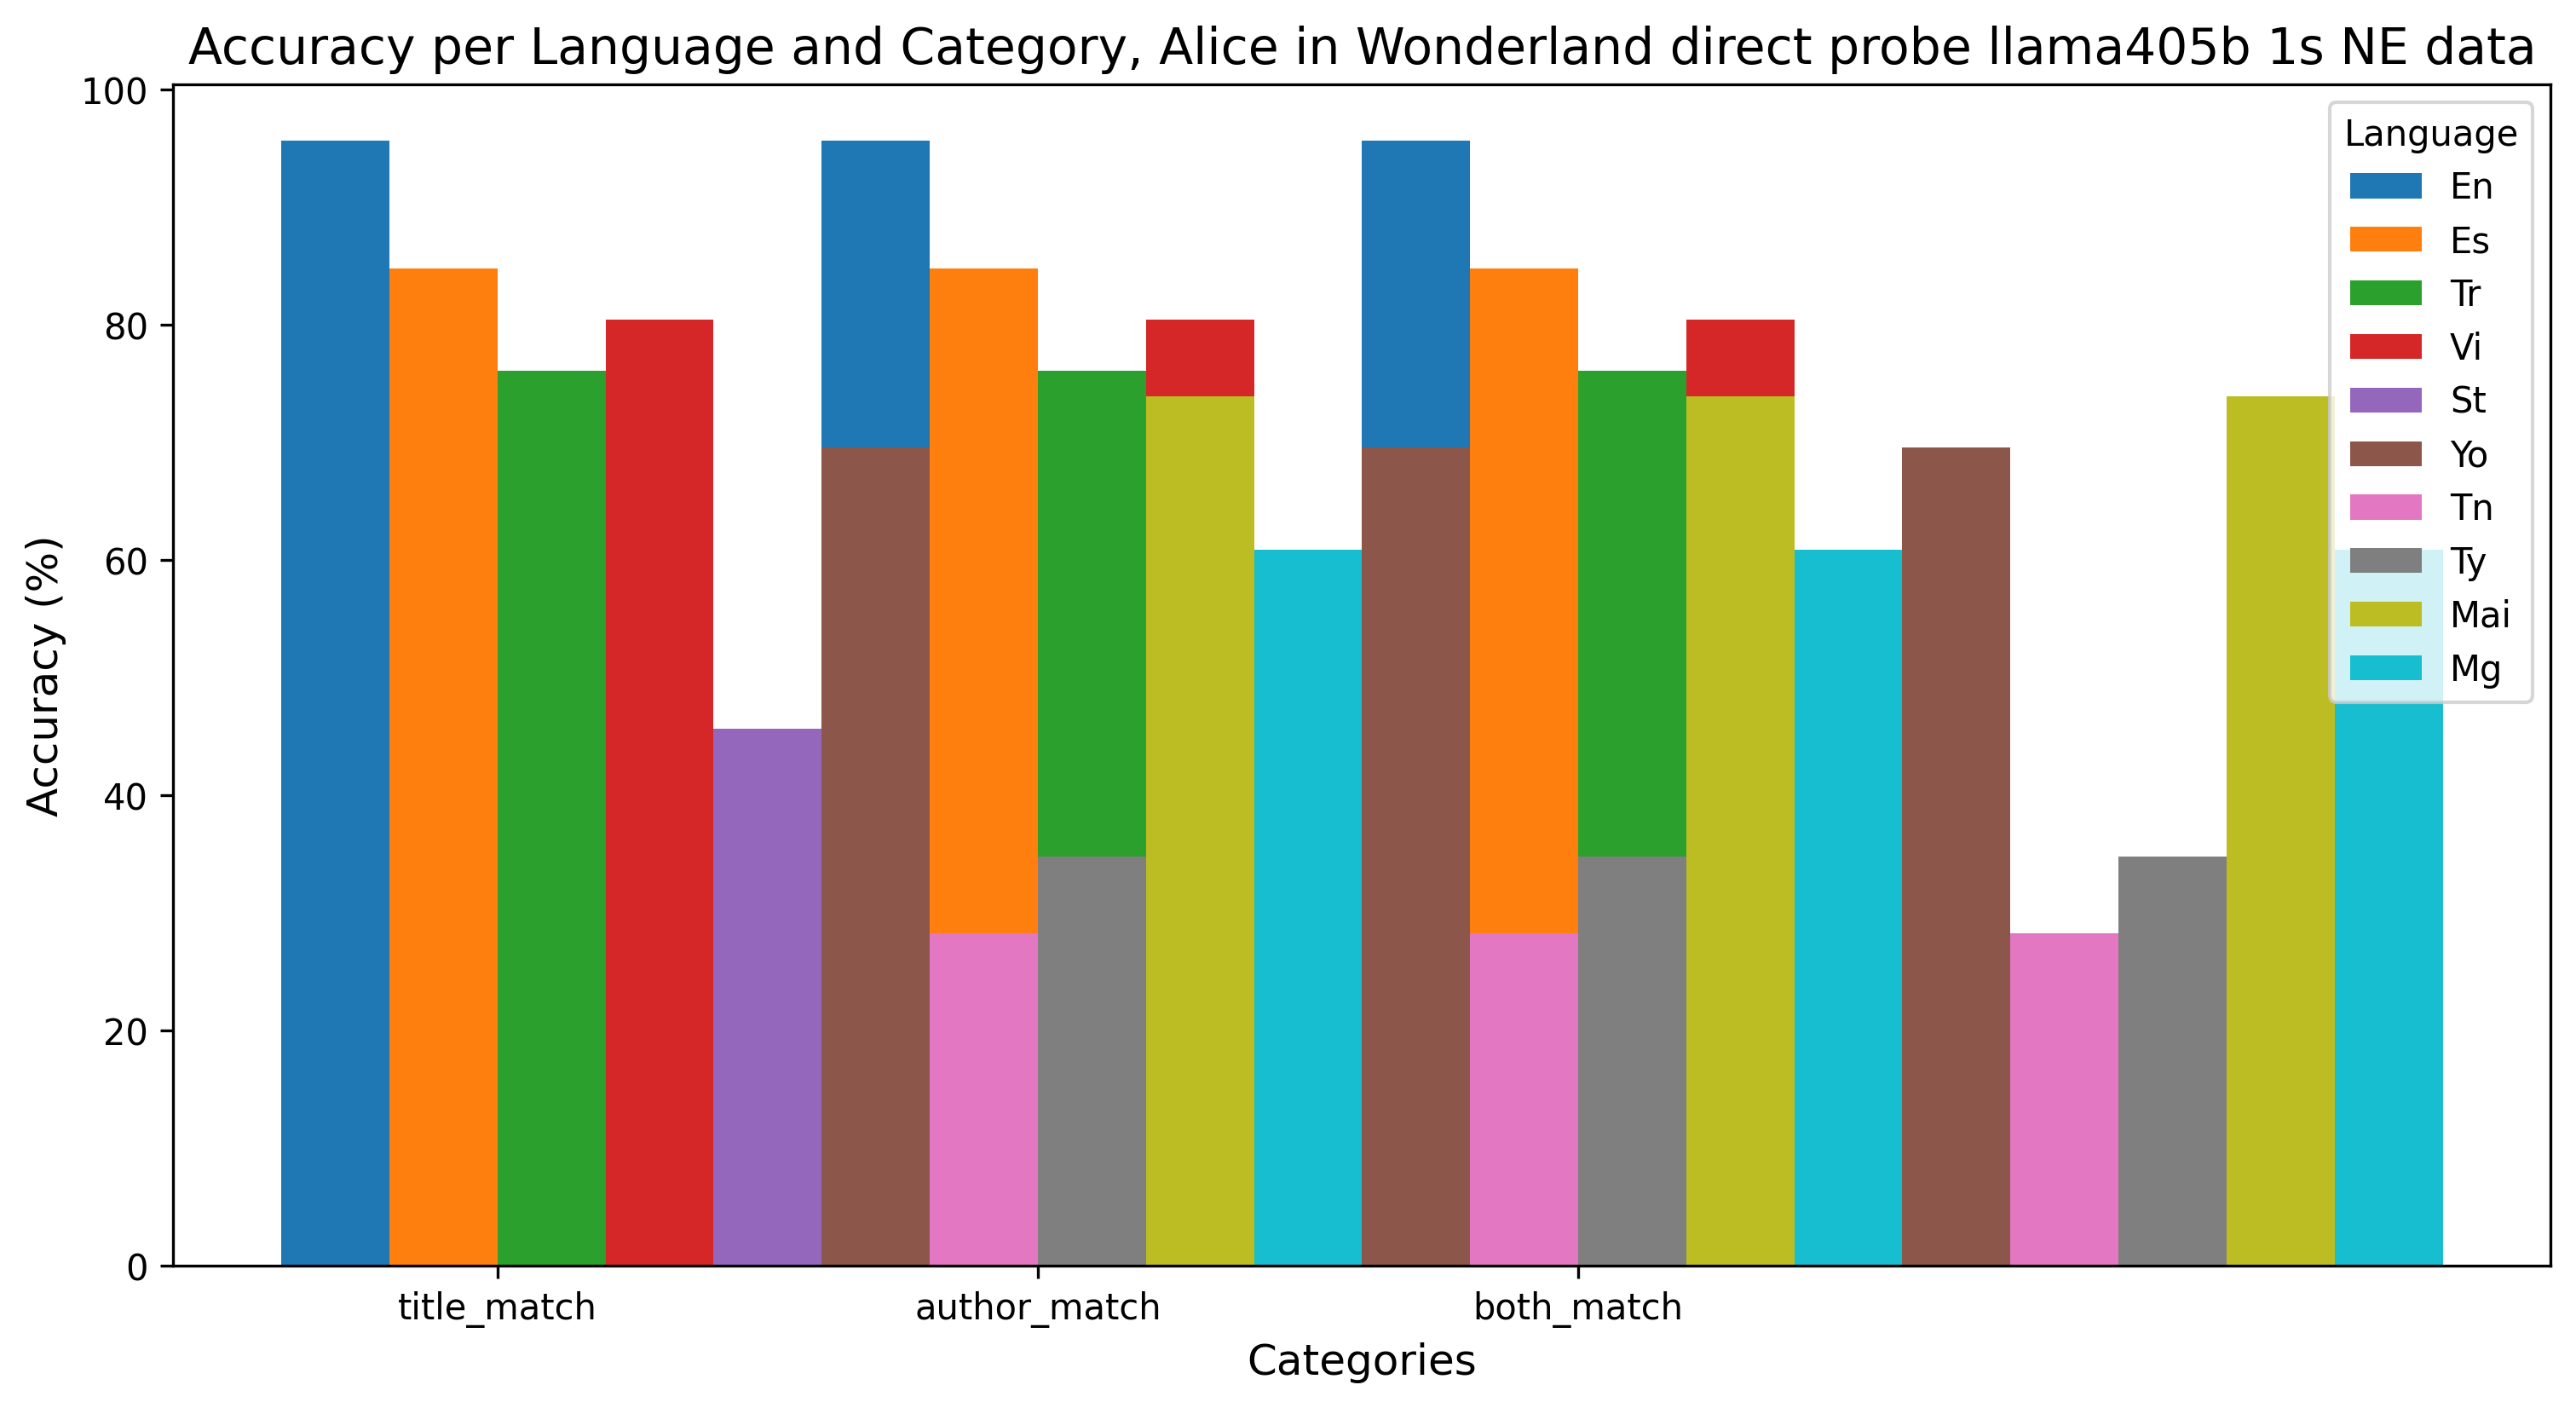 Accuracy per Language and Category, Alice in Wonderland direct probe llama405b 1s NE data
Accuracy (%)
100
80
60
40
20
0
title_match
author_match
both_match
Categories
Language
En
Es
Tr
Vi
St
Yo
Tn
Ty
Mai
Mg